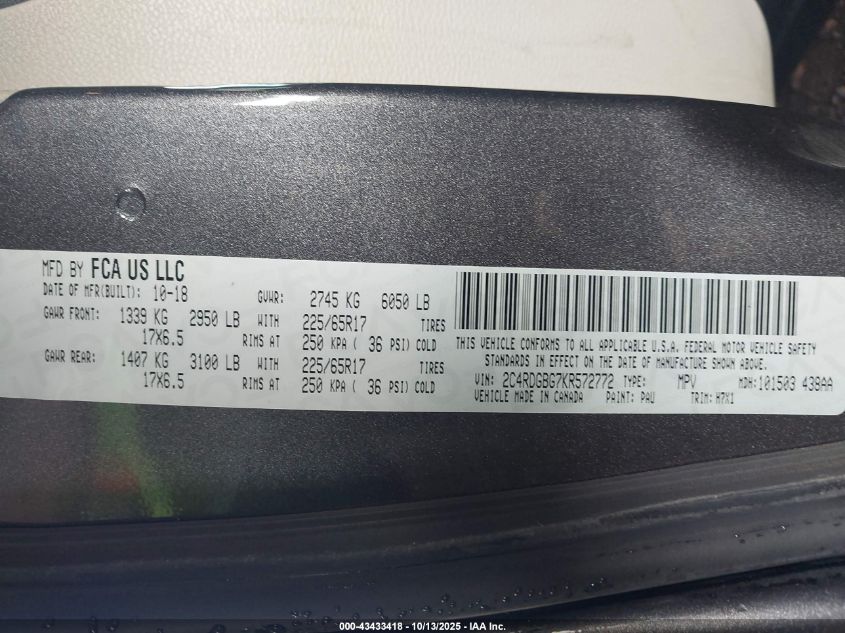 MFD BY FCA US LLC
DATE OF MFR(BUILT): 10-18 GVWR: 2745 KG 6050 LB
GAWR FRONT: 1339 KG 2950 LB WITH 225/65R17 TIRES
17X6.5 RIMS AT 250 KPA ( 36 PSI) COLD
GAWR REAR: 1407 KG 3100 LB WITH 225/65R17 TIRES
17X6.5 RIMS AT 250 KPA ( 36 PSI) COLD
THIS VEHICLE CONFORMS TO ALL APPLICABLE U.S.A. FEDERAL MOTOR VEHICLE SAFETY
STANDARDS IN EFFECT ON THE DATE OF MANUFACTURE SHOWN ABOVE.
VIN: 2C4RDGBG7KR572772 TYPE: MPV MDH:101503 438AA
VEHICLE MADE IN CANADA PAINT: PAU TRIM: H7X1
000-43433418 - 10/13/2025 - IAA Inc.